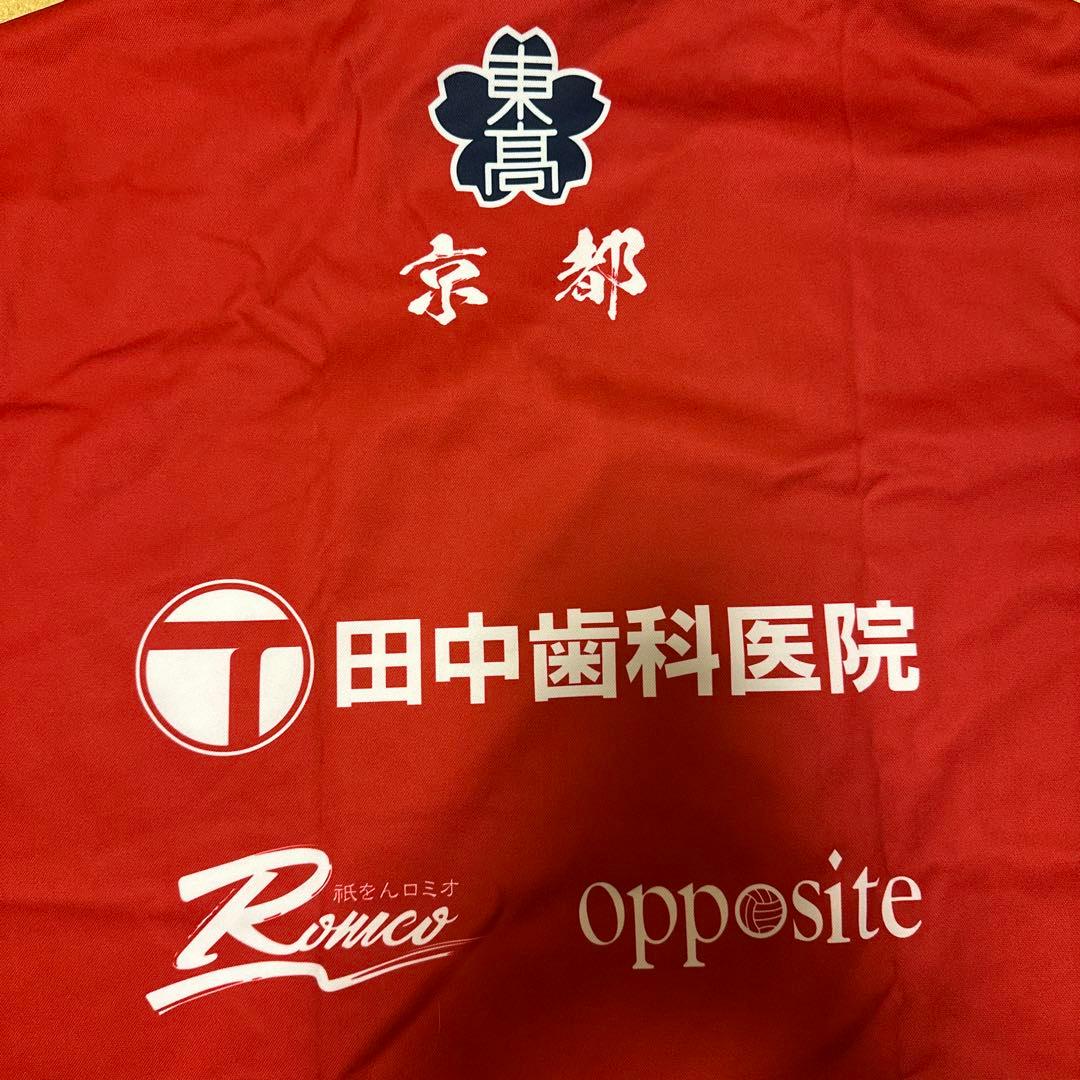 東
高
京都
T 田中歯科医院
祇をんロミオ
Romeo
opposite